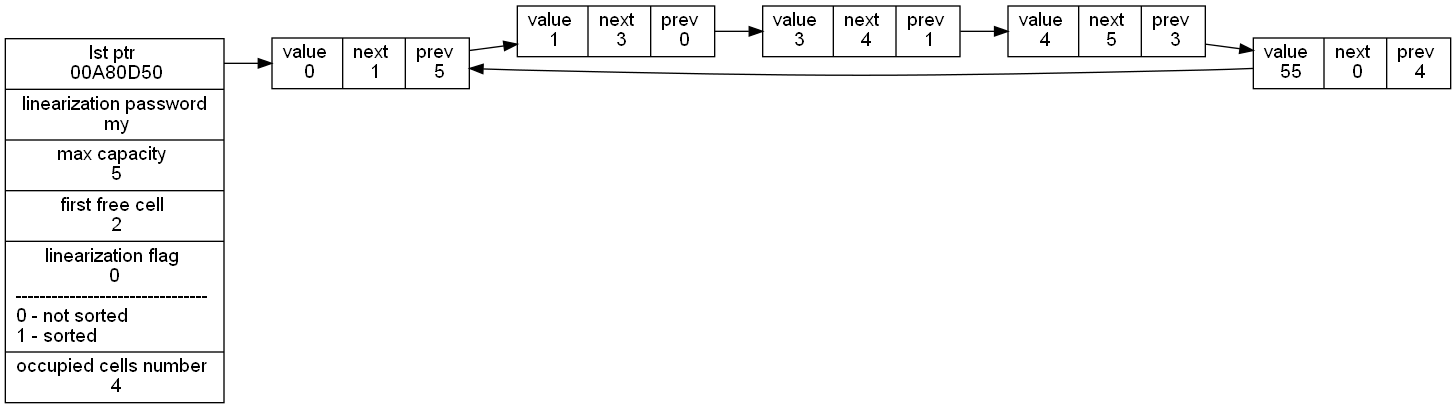 lst ptr
00A80D50
linearization password
my
max capacity
5
first free cell
2
linearization flag
0
--------------------------------
0 - not sorted
1 - sorted
occupied cells number
4
value next prev
0 1 5
value next prev
1 3 0
value next prev
3 4 1
value next prev
4 5 3
value next prev
55 0 4